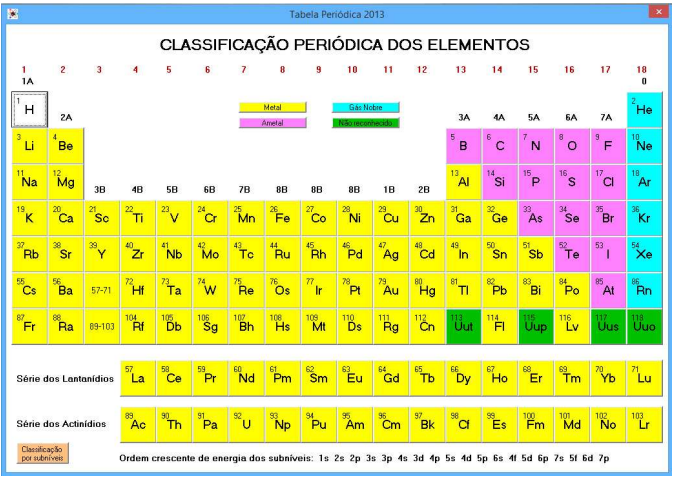 Tabela Periódica 2013
CLASSIFICAÇÃO PERIÓDICA DOS ELEMENTOS
1 2 3 4 5 6 7 8 9 10 11 12 13 14 15 16 17 18
1A 0
1 H 2A Metal Gás Nobre 3A 4A 5A 6A 7A 2 He
Ametal Não reconhecido
3 Li 4 Be 5 B 6 C 7 N 8 O 9 F 10 Ne
11 Na 12 Mg 3B 4B 5B 6B 7B 8B 8B 8B 1B 2B 13 Al 14 Si 15 P 16 S 17 Cl 18 Ar
19 K 20 Ca 21 Sc 22 Ti 23 V 24 Cr 25 Mn 26 Fe 27 Co 28 Ni 29 Cu 30 Zn 31 Ga 32 Ge 33 As 34 Se 35 Br 36 Kr
37 Rb 38 Sr 39 Y 40 Zr 41 Nb 42 Mo 43 Tc 44 Ru 45 Rh 46 Pd 47 Ag 48 Cd 49 In 50 Sn 51 Sb 52 Te 53 I 54 Xe
55 Cs 56 Ba 57-71 72 Hf 73 Ta 74 W 75 Re 76 Os 77 Ir 78 Pt 79 Au 80 Hg 81 Tl 82 Pb 83 Bi 84 Po 85 At 86 Rn
87 Fr 88 Ra 89-103 104 Rf 105 Db 106 Sg 107 Bh 108 Hs 109 Mt 110 Ds 111 Rg 112 Cn 113 Uut 114 Fl 115 Uup 116 Lv 117 Uus 118 Uuo
Série dos Lantanídios 57 La 58 Ce 59 Pr 60 Nd 61 Pm 62 Sm 63 Eu 64 Gd 65 Tb 66 Dy 67 Ho 68 Er 69 Tm 70 Yb 71 Lu
Série dos Actinídios 89 Ac 90 Th 91 Pa 92 U 93 Np 94 Pu 95 Am 96 Cm 97 Bk 98 Cf 99 Es 100 Fm 101 Md 102 No 103 Lr
Classificação
por subníveis
Ordem crescente de energia dos subníveis: 1s 2s 2p 3s 3p 4s 3d 4p 5s 4d 5p 6s 4f 5d 6p 7s 5f 6d 7p